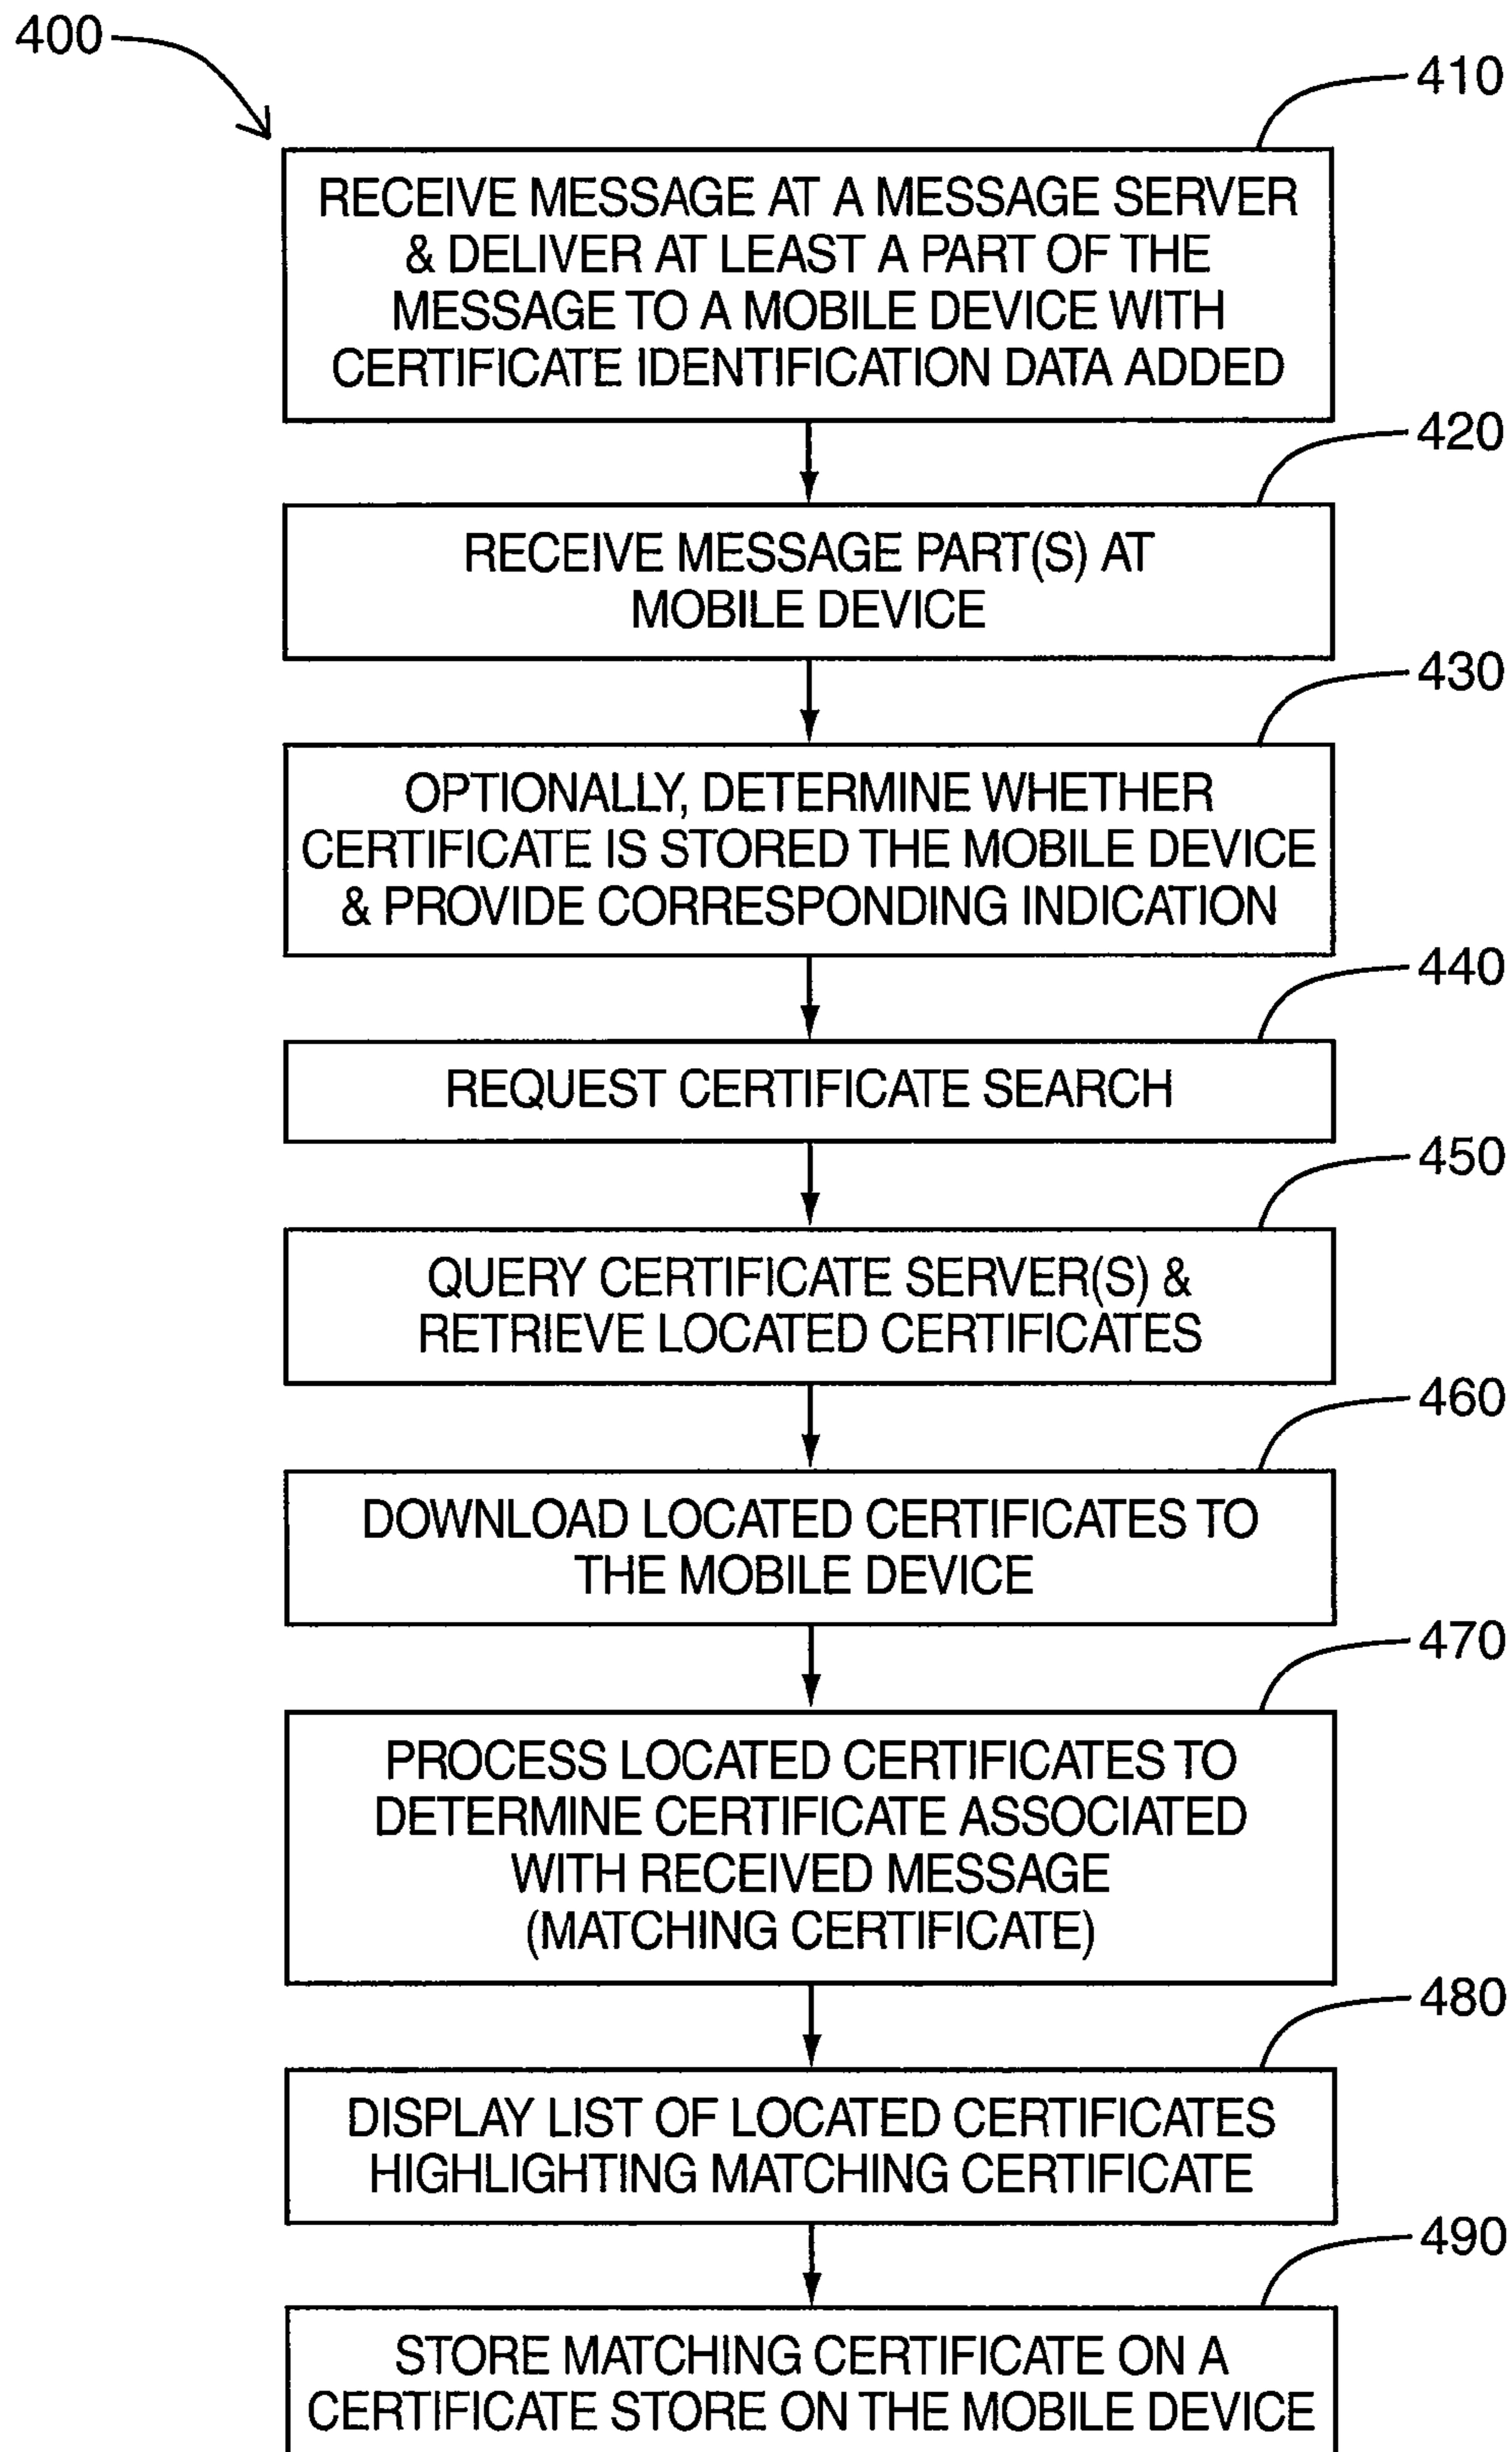 400
410
RECEIVE MESSAGE AT A MESSAGE SERVER
& DELIVER AT LEAST A PART OF THE
MESSAGE TO A MOBILE DEVICE WITH
CERTIFICATE IDENTIFICATION DATA ADDED
420
RECEIVE MESSAGE PART(S) AT
MOBILE DEVICE
430
OPTIONALLY, DETERMINE WHETHER
CERTIFICATE IS STORED THE MOBILE DEVICE
& PROVIDE CORRESPONDING INDICATION
440
REQUEST CERTIFICATE SEARCH
450
QUERY CERTIFICATE SERVER(S) &
RETRIEVE LOCATED CERTIFICATES
460
DOWNLOAD LOCATED CERTIFICATES TO
THE MOBILE DEVICE
470
PROCESS LOCATED CERTIFICATES TO
DETERMINE CERTIFICATE ASSOCIATED
WITH RECEIVED MESSAGE
(MATCHING CERTIFICATE)
480
DISPLAY LIST OF LOCATED CERTIFICATES
HIGHLIGHTING MATCHING CERTIFICATE
490
STORE MATCHING CERTIFICATE ON A
CERTIFICATE STORE ON THE MOBILE DEVICE